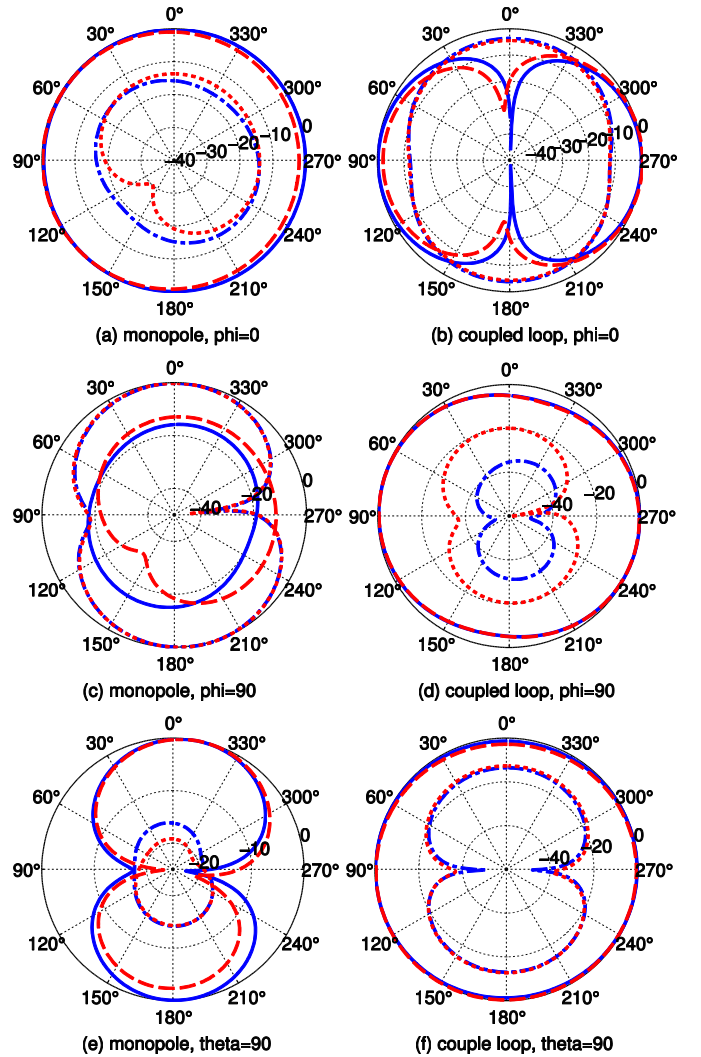 0° 0°
30° 330° 30° 330°
60° 300° 60° 300°
−40 −30 −20 −10 0 −40 −30 −20 −10 0
90° 270° 90° 270°
120° 240° 120° 240°
150° 210° 150° 210°
180° 180°
(a) monopole, phi=0 (b) coupled loop, phi=0
0° 0°
30° 330° 30° 330°
60° 300° 60° 300°
−40 −20 0 −40 −20 0
90° 270° 90° 270°
120° 240° 120° 240°
150° 210° 150° 210°
180° 180°
(c) monopole, phi=90 (d) coupled loop, phi=90
0° 0°
30° 330° 30° 330°
60° 300° 60° 300°
−20 −10 0 −40 −20 0
90° 270° 90° 270°
120° 240° 120° 240°
150° 210° 150° 210°
180° 180°
(e) monopole, theta=90 (f) couple loop, theta=90